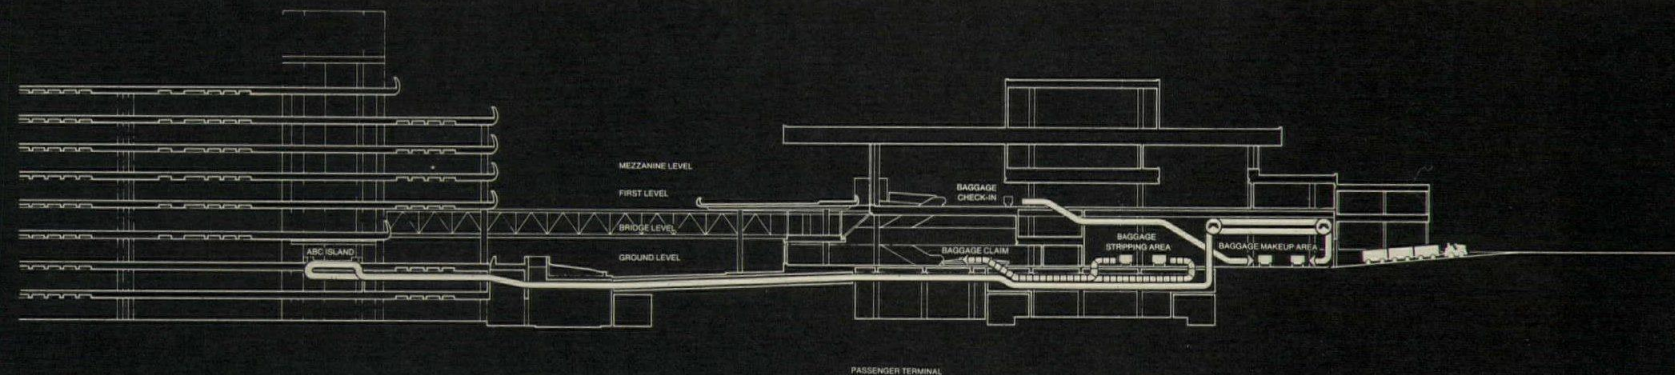 MEZZANINE LEVEL
FIRST LEVEL
BAGGAGE
CHECK-IN
BRIDGE LEVEL
ABC ISLAND
GROUND LEVEL
BAGGAGE CLAIM
BAGGAGE
STRIPPING AREA
BAGGAGE MAKEUP AREA
PASSENGER TERMINAL